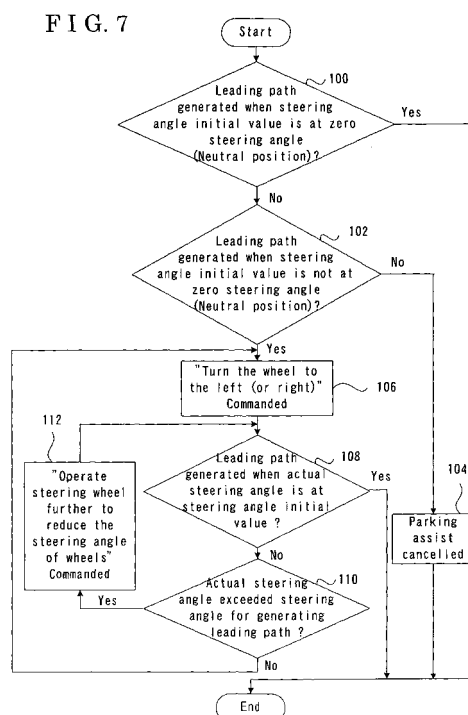 FIG. 7
Start
100
Leading path
generated when steering
angle initial value is at zero
steering angle
(Neutral position)?
Yes
No
102
Leading path
generated when steering
angle initial value is not at
zero steering angle
(Neutral position)?
No
Yes
"Turn the wheel to
the left (or right)"
Commanded
106
112
"Operate
steering wheel
further to
reduce the
steering angle
of wheels"
Commanded
108
Leading path
generated when actual
steering angle is at
steering angle initial
value ?
Yes
104
Parking
assist
cancelled
No
110
Actual steering
angle exceeded steering
angle for generating
leading path ?
Yes
No
End